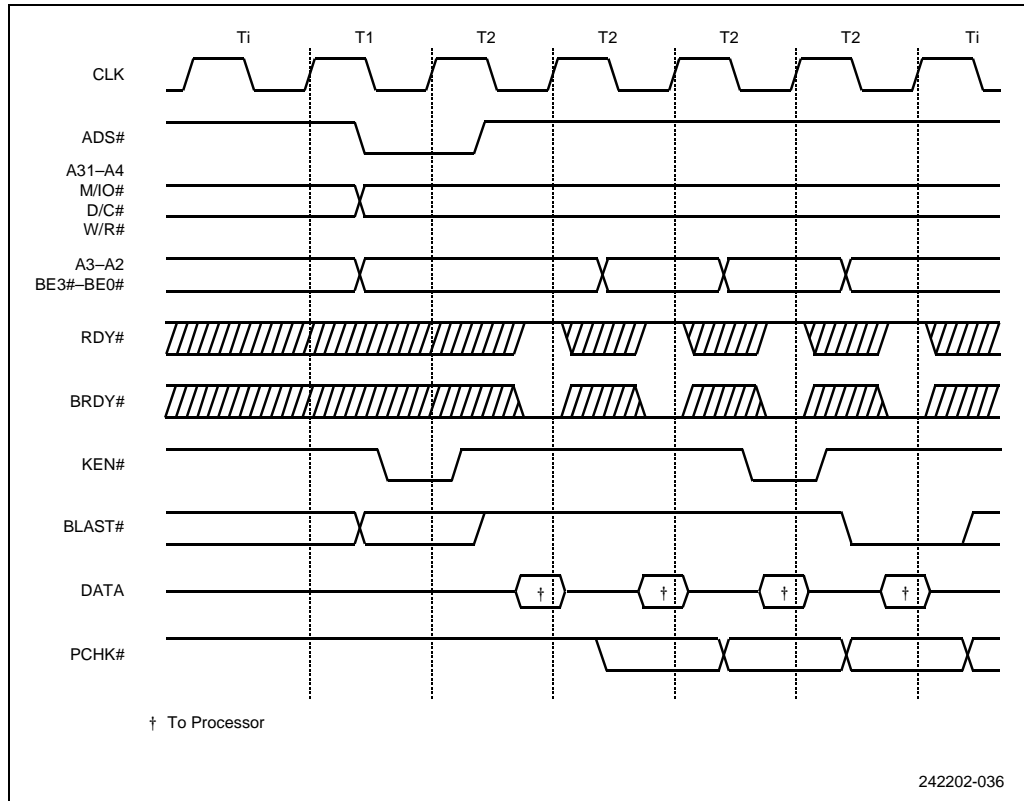 Ti T1 T2 T2 T2 T2 Ti
CLK
ADS#
A31–A4
M/IO#
D/C#
W/R#
A3–A2
BE3#–BE0#
RDY#
BRDY#
KEN#
BLAST#
DATA † † † †
PCHK#
† To Processor
242202-036